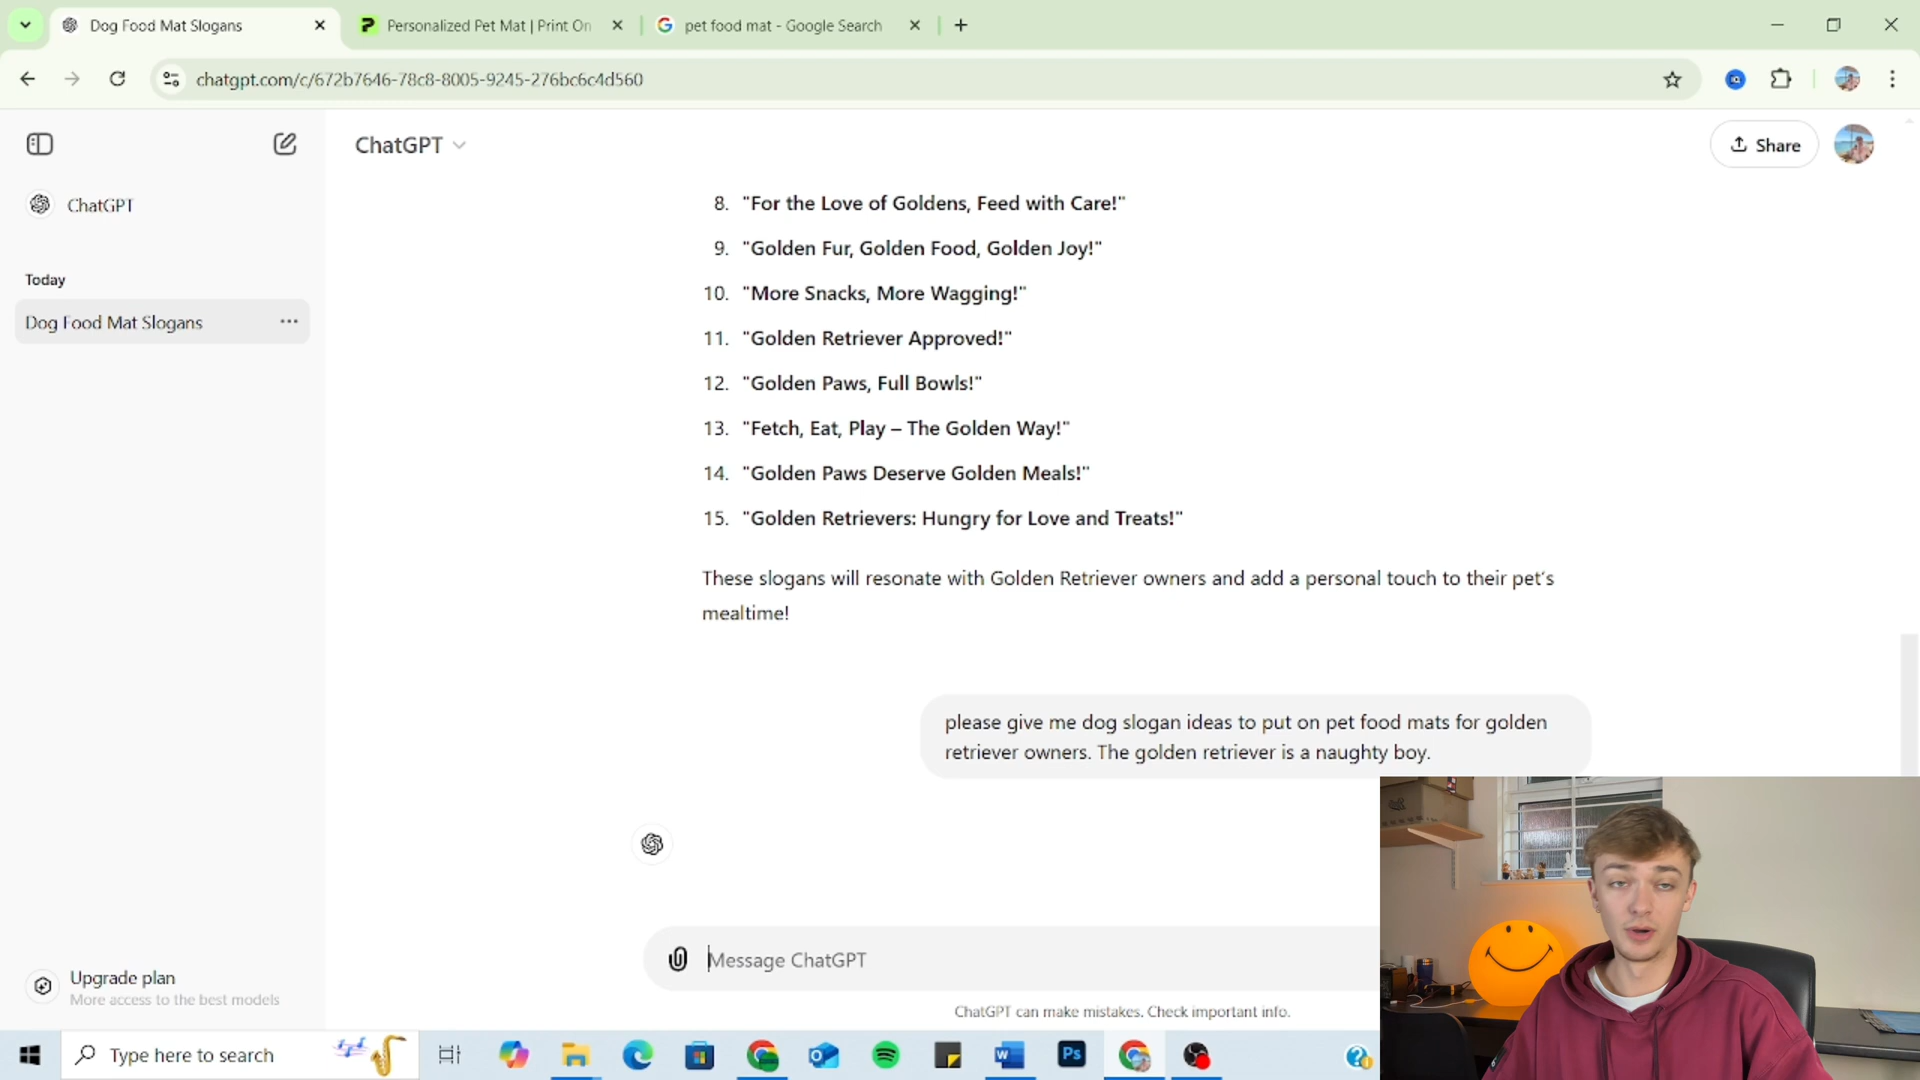 Dog Food Mat Slogans
Personalized Pet Mat | Print On
pet food mat - Google Search
chatgpt.com/c/672b7646-78c8-8005-9245-276bc6c4d560
ChatGPT
Share
ChatGPT
Today
Dog Food Mat Slogans
8. "For the Love of Goldens, Feed with Care!"
9. "Golden Fur, Golden Food, Golden Joy!"
10. "More Snacks, More Wagging!"
11. "Golden Retriever Approved!"
12. "Golden Paws, Full Bowls!"
13. "Fetch, Eat, Play – The Golden Way!"
14. "Golden Paws Deserve Golden Meals!"
15. "Golden Retrievers: Hungry for Love and Treats!"
These slogans will resonate with Golden Retriever owners and add a personal touch to their pet's
mealtime!
please give me dog slogan ideas to put on pet food mats for golden
retriever owners. The golden retriever is a naughty boy.
Message ChatGPT
Upgrade plan
More access to the best models
ChatGPT can make mistakes. Check important info.
Type here to search
Ps